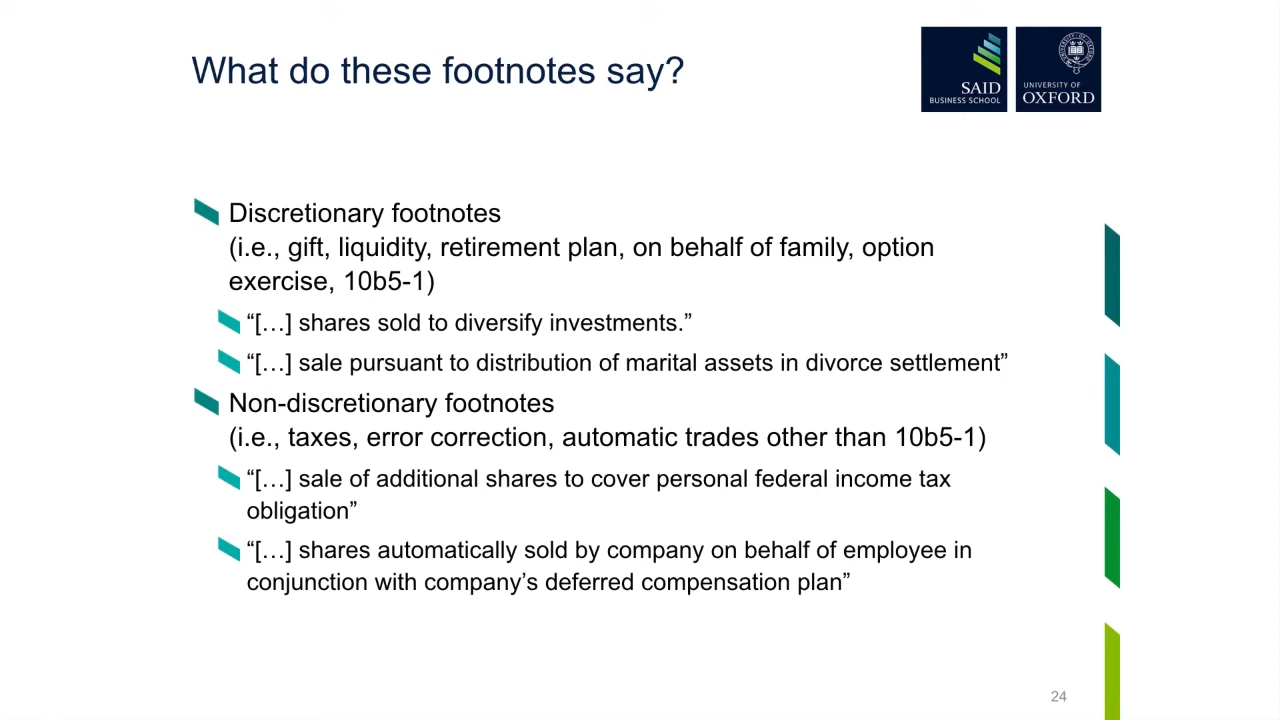 What do these footnotes say?
SAID
BUSINESS SCHOOL
UNIVERSITY OF
OXFORD
Discretionary footnotes
(i.e., gift, liquidity, retirement plan, on behalf of family, option
exercise, 10b5-1)
“[…] shares sold to diversify investments.”
“[…] sale pursuant to distribution of marital assets in divorce settlement”
Non-discretionary footnotes
(i.e., taxes, error correction, automatic trades other than 10b5-1)
“[…] sale of additional shares to cover personal federal income tax
obligation”
“[…] shares automatically sold by company on behalf of employee in
conjunction with company’s deferred compensation plan”
24